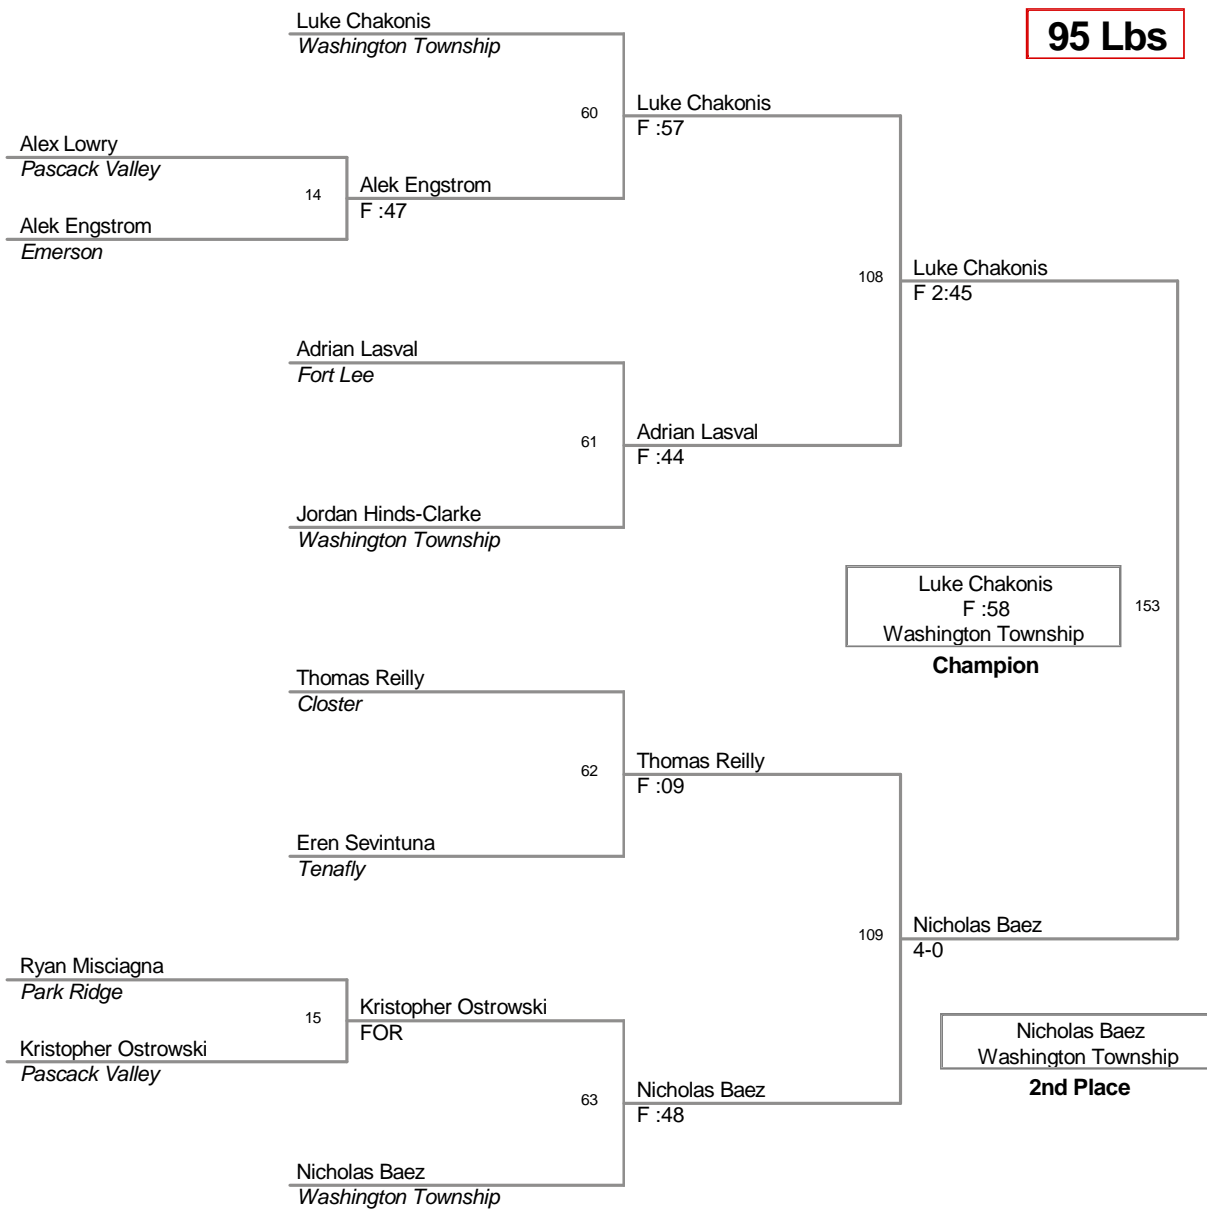 Luke Chakonis
Washington Township
95 Lbs
60
Luke Chakonis
F :57
Alex Lowry
Pascack Valley
14
Alek Engstrom
F :47
Alek Engstrom
Emerson
108
Luke Chakonis
F 2:45
Adrian Lasval
Fort Lee
61
Adrian Lasval
F :44
Jordan Hinds-Clarke
Washington Township
Luke Chakonis
F :58
Washington Township
153
Champion
Thomas Reilly
Closter
62
Thomas Reilly
F :09
Eren Sevintuna
Tenafly
109
Nicholas Baez
4-0
Ryan Misciagna
Park Ridge
15
Kristopher Ostrowski
FOR
Kristopher Ostrowski
Pascack Valley
Nicholas Baez
Washington Township
2nd Place
63
Nicholas Baez
F :48
Nicholas Baez
Washington Township